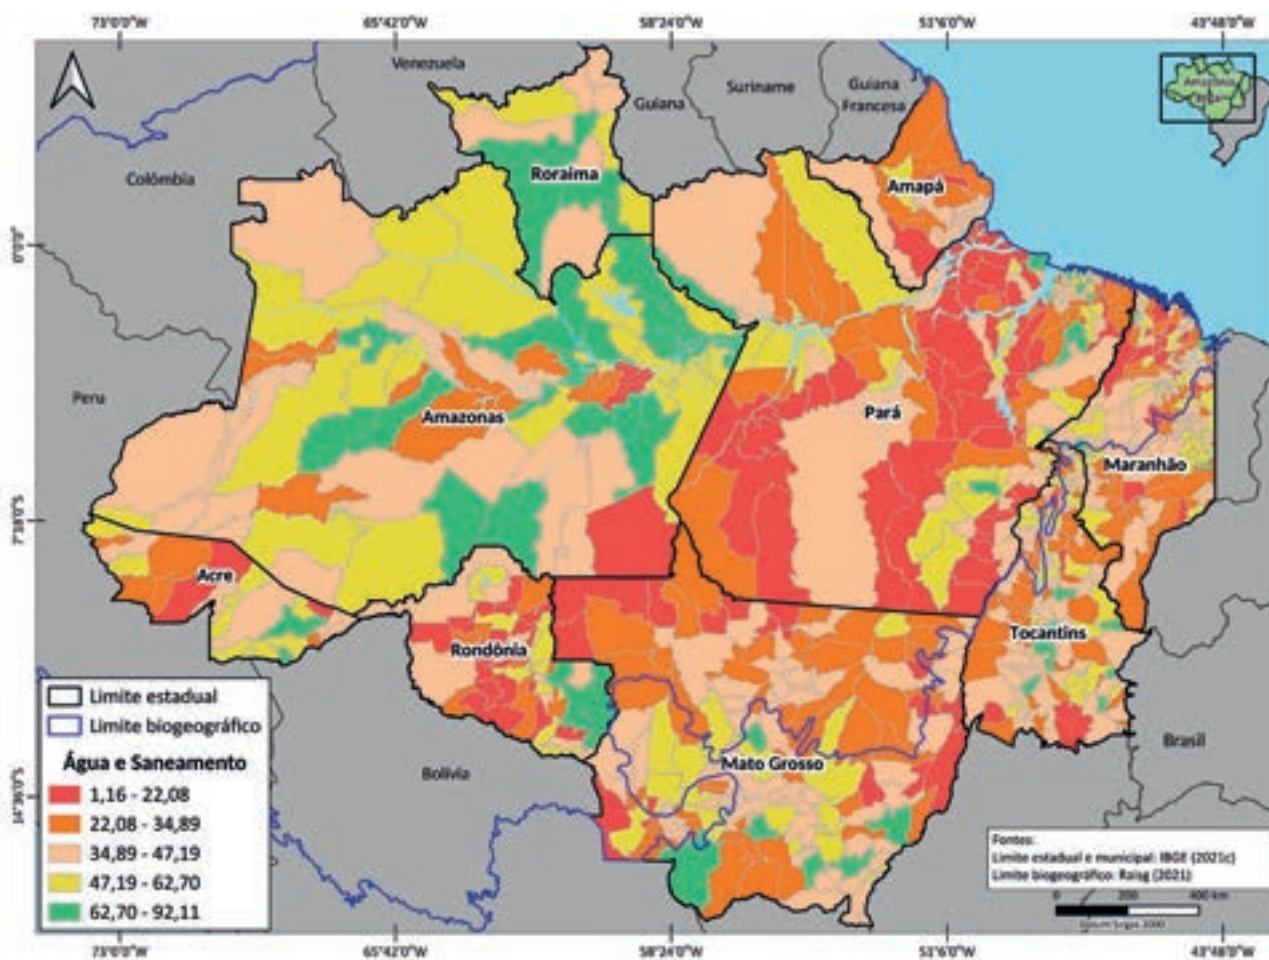 73°0'0"W 65°42'0"W 58°24'0"W 51°6'0"W 43°48'0"W
Venezuela
Guiana
Suriname
Guiana
Francesa
Colômbia
Roraima
Amapá
0°0'0"
Peru
Amazonas
Pará
Maranhão
7°18'0"S
Acre
Rondônia
Tocantins
Mato Grosso
Bolívia
Brasil
14°36'0"S
Limite estadual
Limite biogeográfico
Água e Saneamento
1,16 - 22,08
22,08 - 34,89
34,89 - 47,19
47,19 - 62,70
62,70 - 92,11
Fontes:
Limite estadual e municipal: IBGE (2021c)
Limite biogeográfico: Raisg (2021)
0 200 400 km
73°0'0"W 65°42'0"W 58°24'0"W 51°6'0"W 43°48'0"W